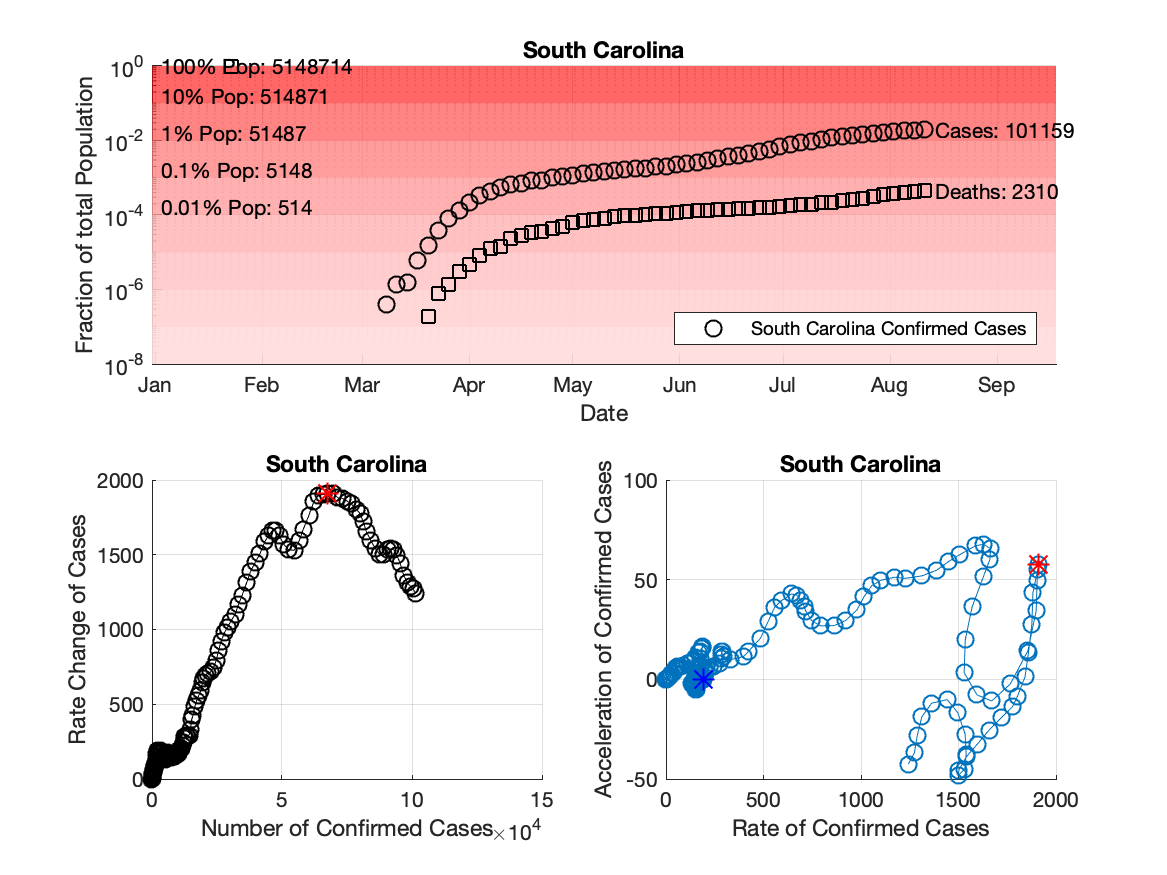 South Carolina
10^0
10^-2
10^-4
10^-6
10^-8
Fraction of total Population
100% Pop: 5148714
10% Pop: 514871
1% Pop: 51487
0.1% Pop: 5148
0.01% Pop: 514
Cases: 101159
Deaths: 2310
South Carolina Confirmed Cases
Jan Feb Mar Apr May Jun Jul Aug Sep
Date
South Carolina
2000
1500
1000
500
0
Rate Change of Cases
0 5 10 15
Number of Confirmed Cases ×10^4
South Carolina
100
50
0
-50
Acceleration of Confirmed Cases
0 500 1000 1500 2000
Rate of Confirmed Cases